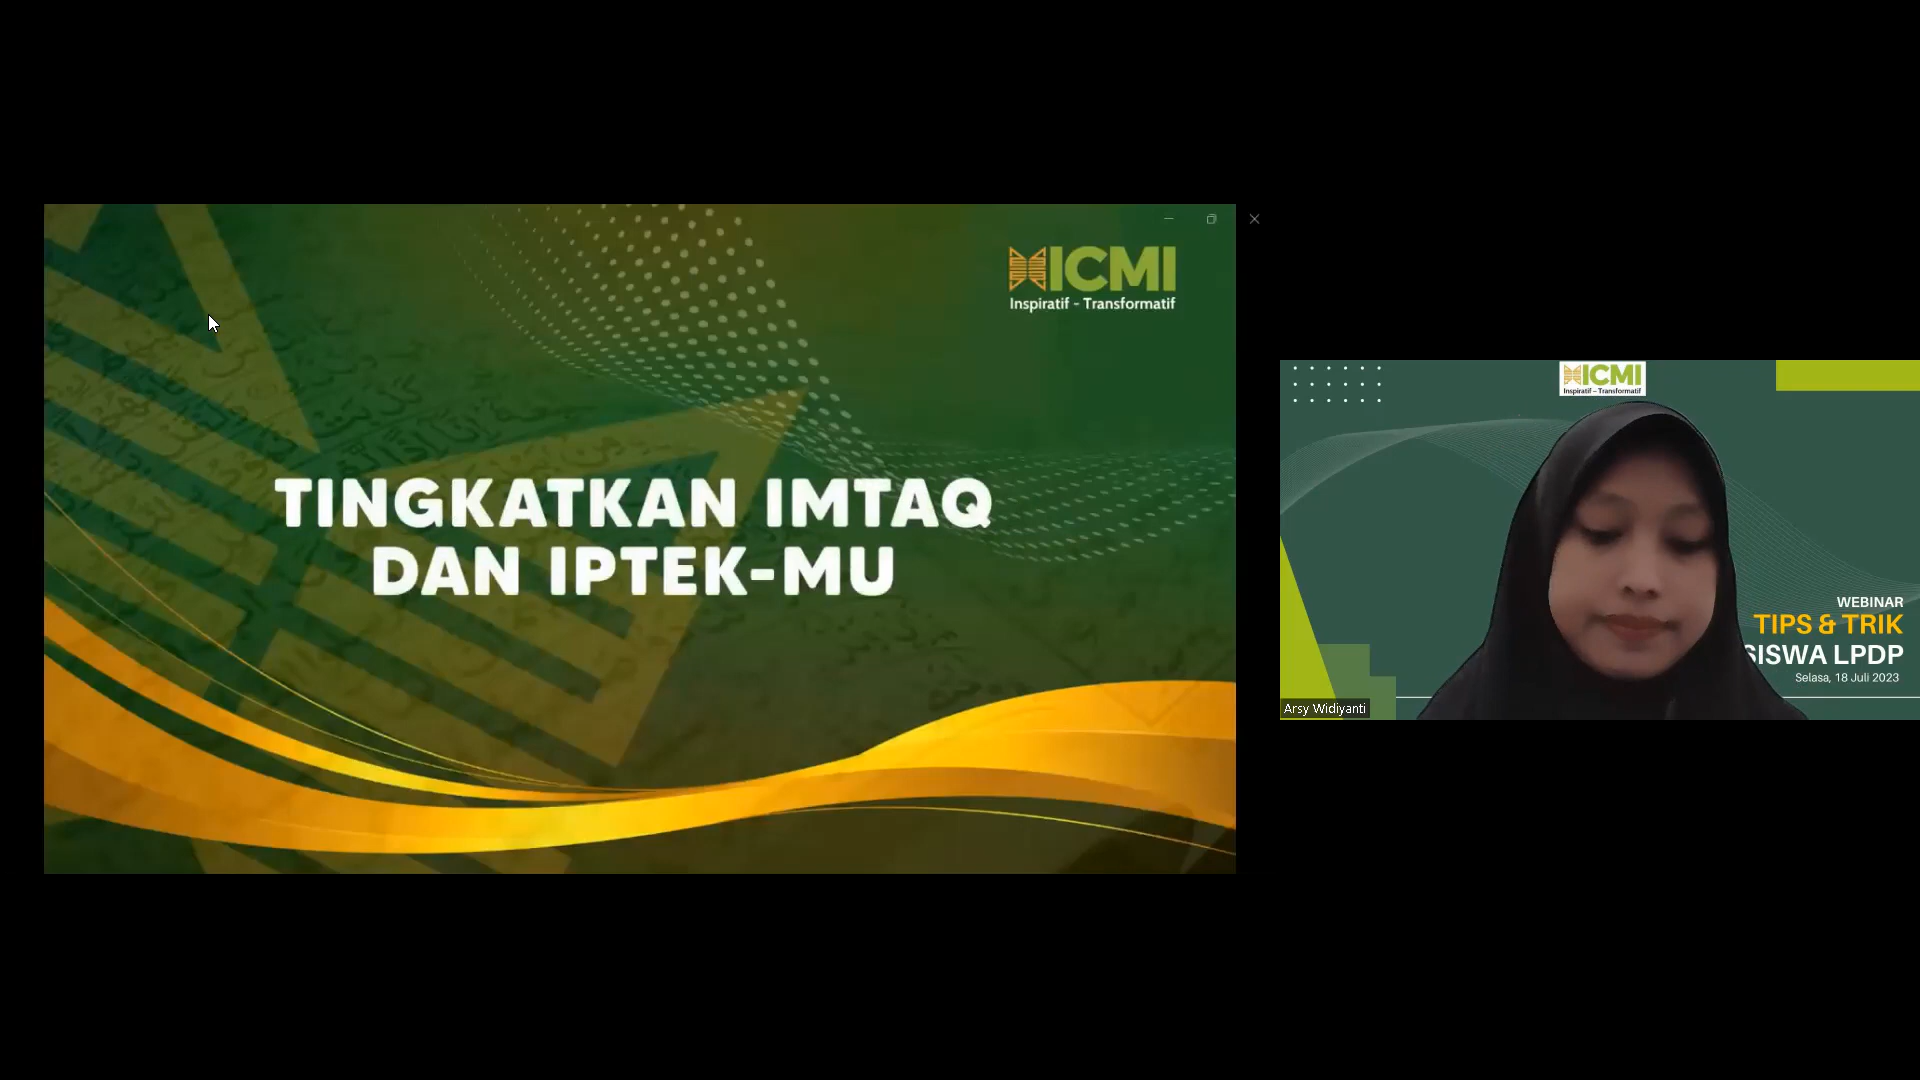 ICMI
Inspiratif - Transformatif
TINGKATKAN IMTAQ
DAN IPTEK-MU
ICMI
Inspiratif - Transformatif
WEBINAR
TIPS & TRIK
SISWA LPDP
Selasa, 18 Juli 2023
Arsy Widiyanti